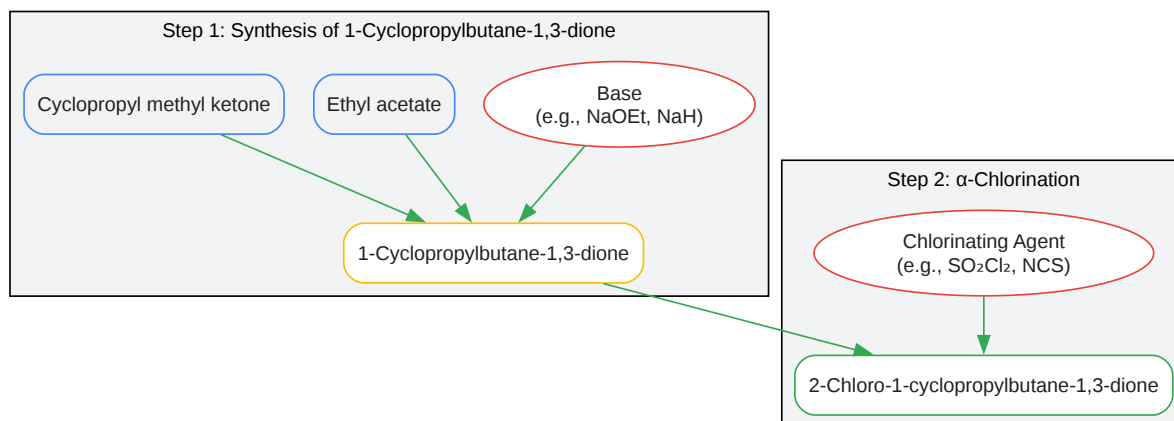 Step 1: Synthesis of 1-Cyclopropylbutane-1,3-dione
Cyclopropyl methyl ketone
Ethyl acetate
Base
(e.g., NaOEt, NaH)
1-Cyclopropylbutane-1,3-dione
Step 2: α-Chlorination
Chlorinating Agent
(e.g., SO₂Cl₂, NCS)
2-Chloro-1-cyclopropylbutane-1,3-dione